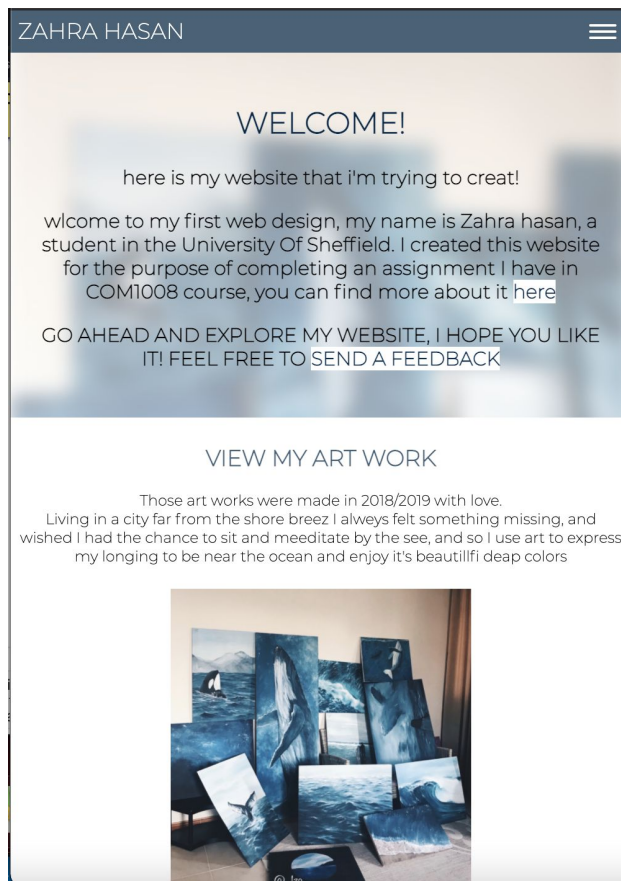 ZAHRA HASAN
WELCOME!
here is my website that i'm trying to creat!
wlcome to my first web design, my name is Zahra hasan, a
student in the University Of Sheffield. I created this website
for the purpose of completing an assignment I have in
COM1008 course, you can find more about it here
GO AHEAD AND EXPLORE MY WEBSITE, I HOPE YOU LIKE
IT! FEEL FREE TO SEND A FEEDBACK
VIEW MY ART WORK
Those art works were made in 2018/2019 with love.
Living in a city far from the shore breez I alweys felt something missing, and
wished I had the chance to sit and meeditate by the see, and so I use art to express
my longing to be near the ocean and enjoy it's beautillfi deap colors